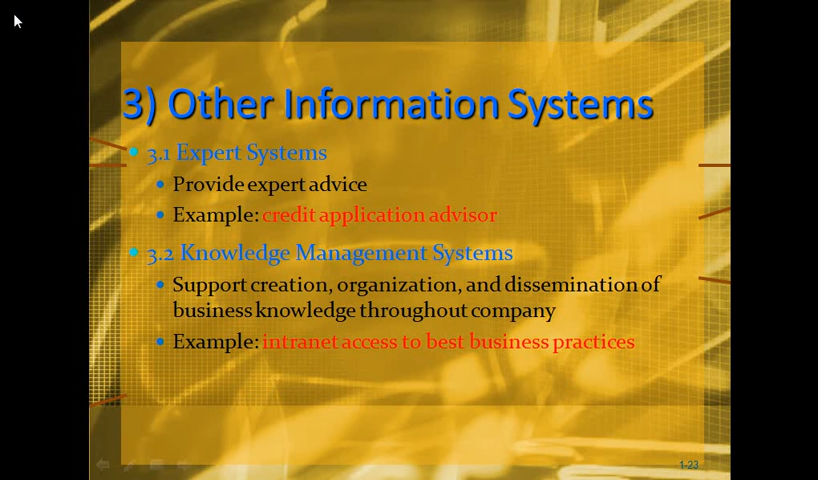 3) Other Information Systems
3.1 Expert Systems
Provide expert advice
Example: credit application advisor
3.2 Knowledge Management Systems
Support creation, organization, and dissemination of
business knowledge throughout company
Example: intranet access to best business practices
1-23